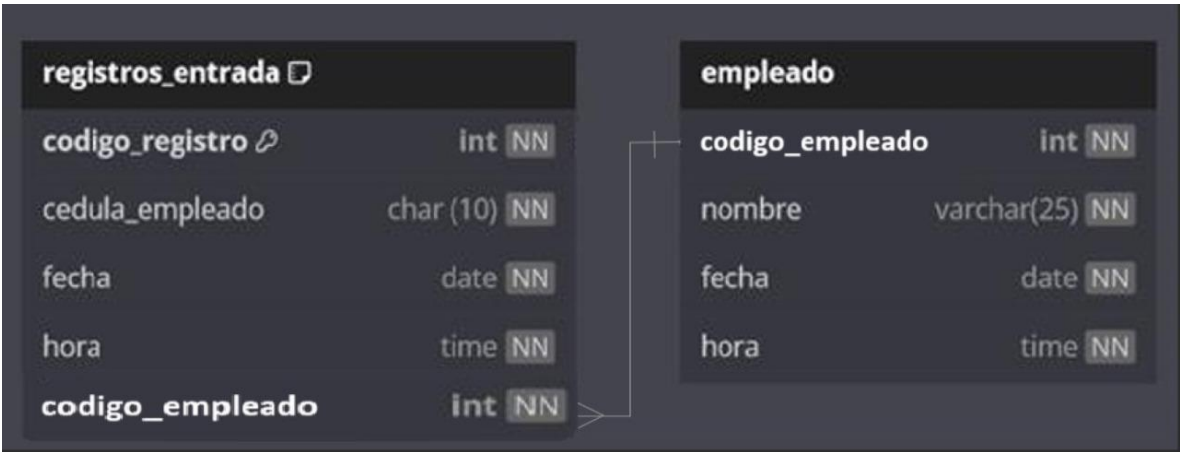 registros_entrada
codigo_registro int NN
cedula_empleado char (10) NN
fecha date NN
hora time NN
codigo_empleado int NN
empleado
codigo_empleado int NN
nombre varchar(25) NN
fecha date NN
hora time NN